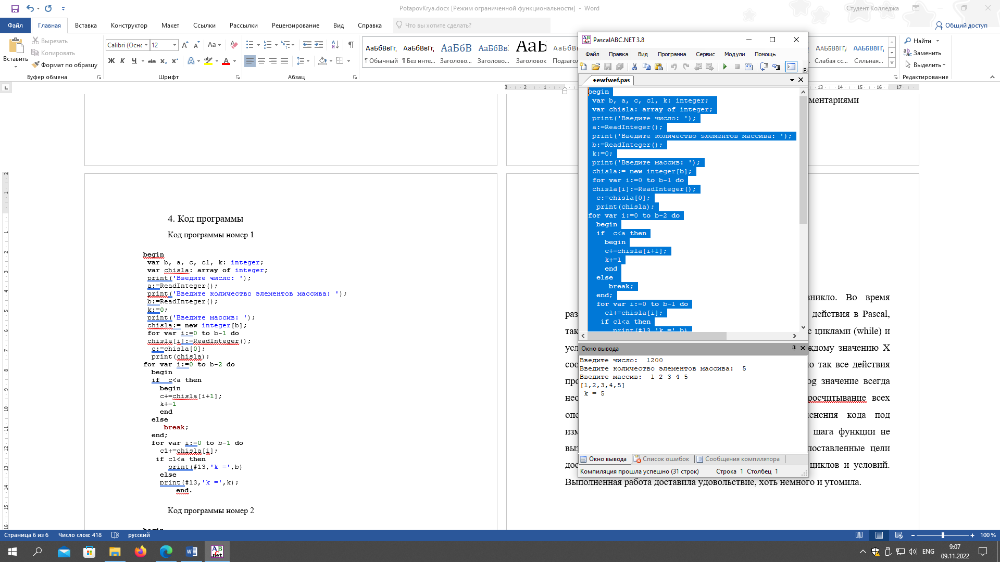 PotapovKrya.docx [Режим ограниченной функциональности] - Word
Студент Колледжа
Файл Главная Вставка Конструктор Макет Ссылки Рассылки Рецензирование Вид Справка Что вы хотите сделать? Общий доступ
Вставить
Вырезать
Копировать
Формат по образцу
Буфер обмена
Calibri (Оснс 12
Ж К Ч abc x₂ x²
Шрифт
Абзац
АаБбВвГг, АаБбВвГг, АаБбВ АаБбВв. АаБ АаБбВ
¶ Обычный ¶ Без инте... Заголово... Заголово... Заголовок Подзагол
АаБбВвГг, АаБбВвГг,
Слабая сс... Сильная...
Найти
Заменить
Выделить
Редактирование
4. Код программы
Код программы номер 1
begin
var b, a, c, c1, k: integer;
var chisla: array of integer;
print('Введите число: ');
a:=ReadInteger();
print('Введите количество элементов массива: ');
b:=ReadInteger();
k:=0;
print('Введите массив: ');
chisla:= new integer[b];
for var i:=0 to b-1 do
chisla[i]:=ReadInteger();
c:=chisla[0];
print(chisla);
for var i:=0 to b-2 do
begin
if c<a then
begin
c+=chisla[i+1];
k+=1
end
else
break;
end;
for var i:=0 to b-1 do
c1+=chisla[i];
if c1<a then
print(#13,'k =',b)
else
print(#13,'k =',k);
end.
Код программы номер 2
begin
ментариями
зникло. Во время
раз действия в Pascal,
так с циклами (while) и
усл ждому значению X
соо о так все действия
про og значение всегда
нес росчитывание всех
опе нения кода под
изм шага функции не
выз поставленные цели
дос циклов и условий.
Выполненная работа доставила удовольствие, хоть немного и утомила.
PascalABC.NET 3.8
Файл Правка Вид Программа Сервис Модули Помощь
•ewfwef.pas
begin
var b, a, c, c1, k: integer;
var chisla: array of integer;
print('Введите число: ');
a:=ReadInteger();
print('Введите количество элементов массива: ');
b:=ReadInteger();
k:=0;
print('Введите массив: ');
chisla:= new integer[b];
for var i:=0 to b-1 do
chisla[i]:=ReadInteger();
c:=chisla[0];
print(chisla);
for var i:=0 to b-2 do
begin
if c<a then
begin
c+=chisla[i+1];
k+=1
end
else
break;
end;
for var i:=0 to b-1 do
c1+=chisla[i];
if c1<a then
print(#13,'k =',b)
Окно вывода
Введите число: 1200
Введите количество элементов массива: 5
Введите массив: 1 2 3 4 5
[1,2,3,4,5]
k = 5
Окно вывода Список ошибок Сообщения компилятора
Компиляция прошла успешно (31 строк) Строка 1 Столбец 1
Страница 6 из 6 Число слов: 418 русский 100 %
ENG
9:07
09.11.2022